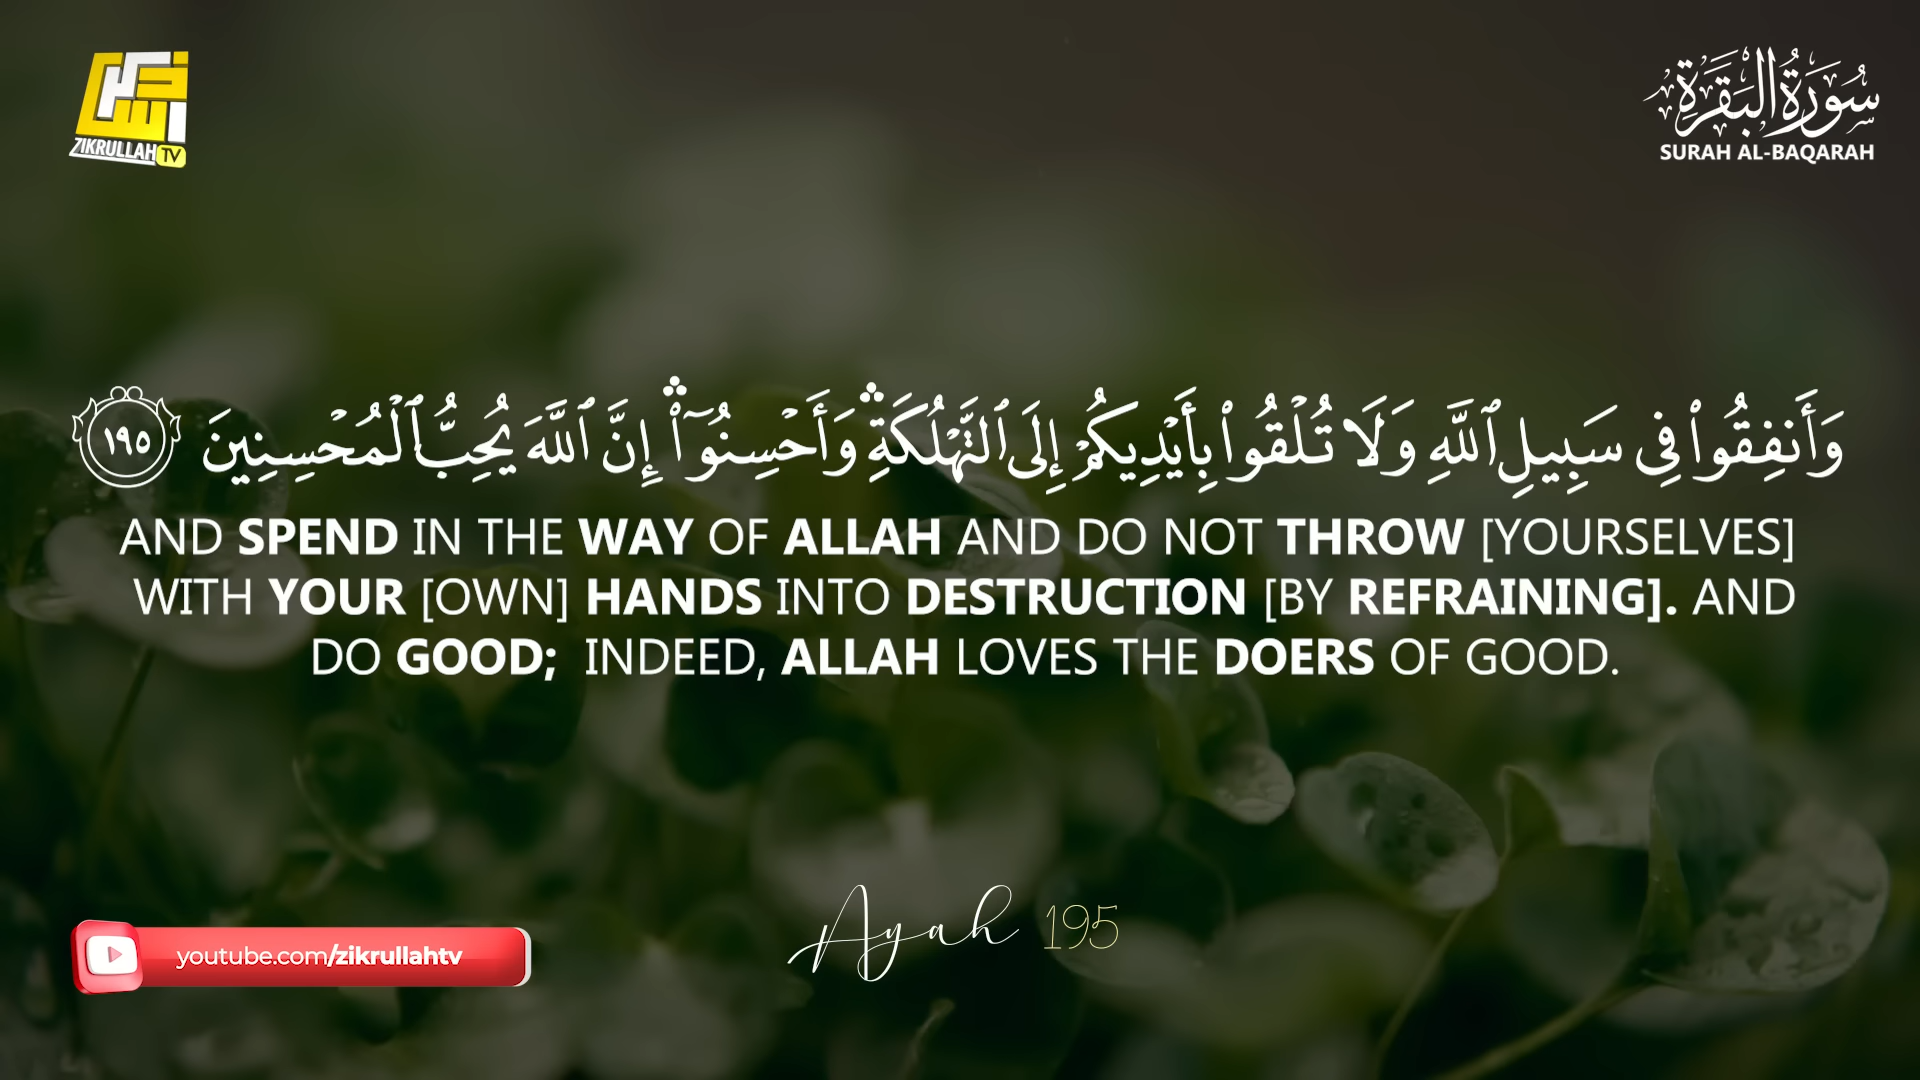 ذكر الله
ZIKRULLAH TV
سُورَةُ البَقَرَةِ
SURAH AL-BAQARAH
وَأَنفِقُوا۟ فِى سَبِيلِ ٱللَّهِ وَلَا تُلْقُوا۟ بِأَيْدِيكُمْ إِلَى ٱلتَّهْلُكَةِ ۛ وَأَحْسِنُوٓا۟ ۛ إِنَّ ٱللَّهَ يُحِبُّ ٱلْمُحْسِنِينَ ١٩٥
AND SPEND IN THE WAY OF ALLAH AND DO NOT THROW [YOURSELVES]
WITH YOUR [OWN] HANDS INTO DESTRUCTION [BY REFRAINING]. AND
DO GOOD; INDEED, ALLAH LOVES THE DOERS OF GOOD.
Ayah 195
youtube.com/zikrullahtv